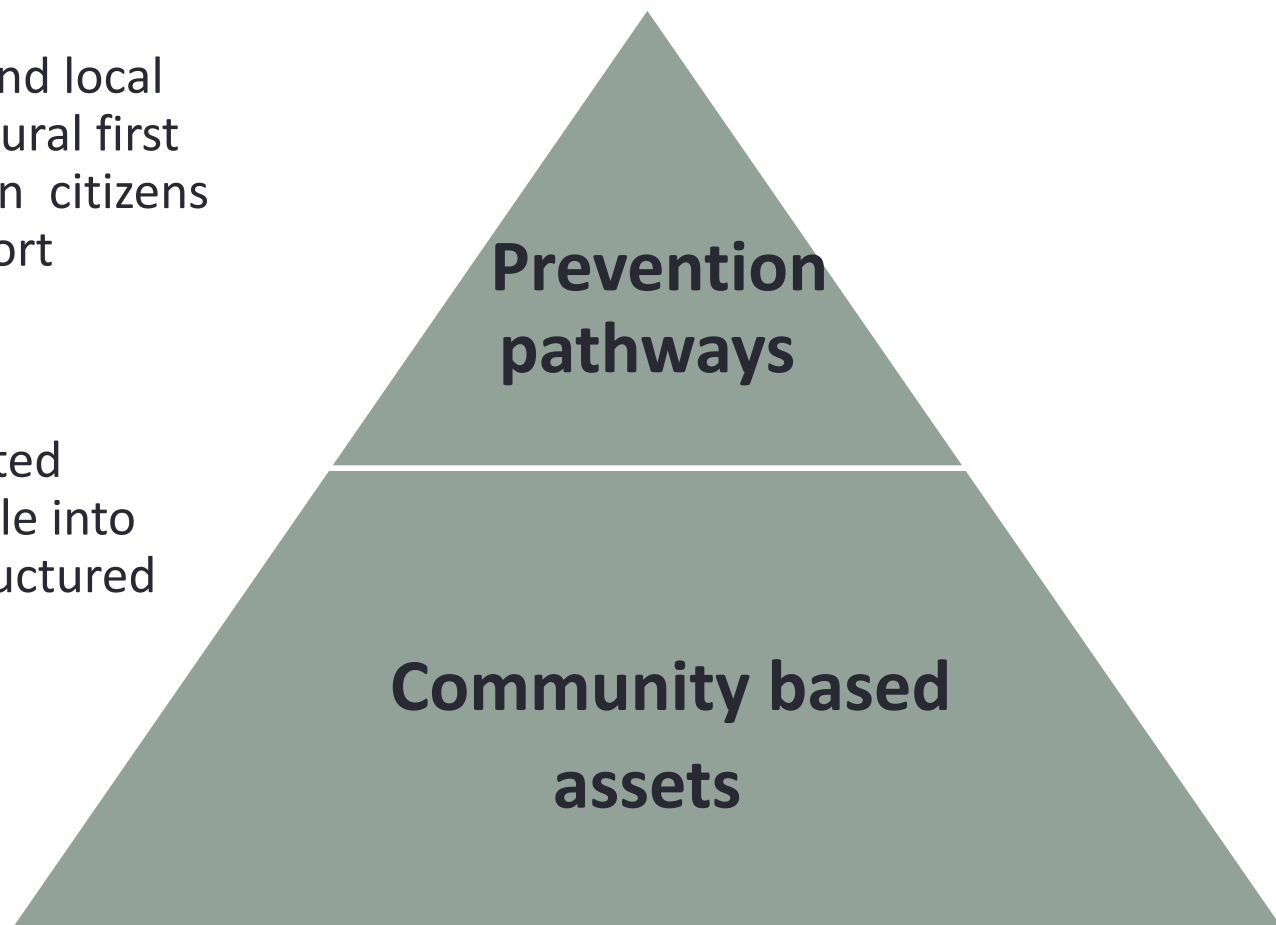 nd local
ural first
n citizens
ort
ted
le into
uctured
Prevention
pathways
Community based
assets